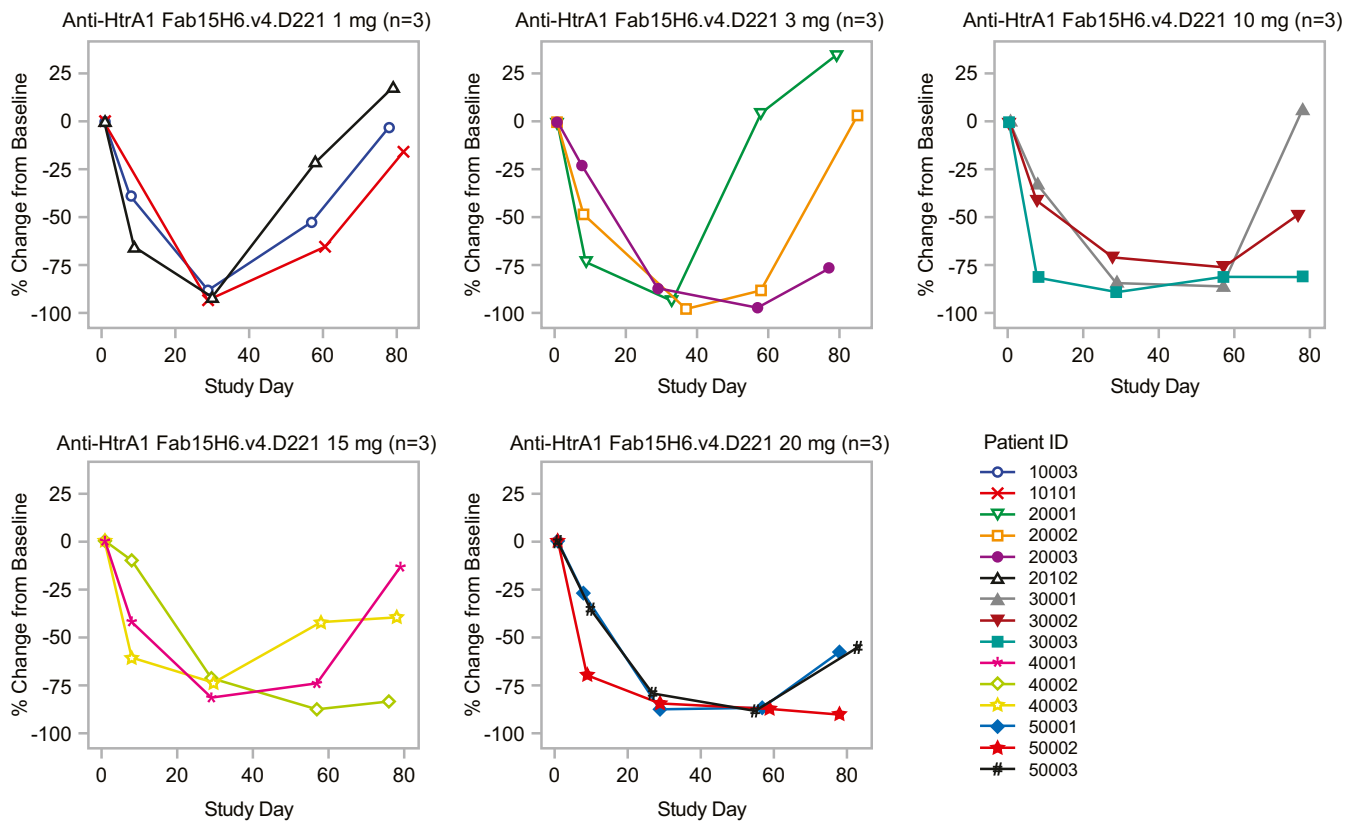 Anti-HtrA1 Fab15H6.v4.D221 1 mg (n=3)
% Change from Baseline
25
0
-25
-50
-75
-100
0 20 40 60 80
Study Day
Anti-HtrA1 Fab15H6.v4.D221 3 mg (n=3)
% Change from Baseline
25
0
-25
-50
-75
-100
0 20 40 60 80
Study Day
Anti-HtrA1 Fab15H6.v4.D221 10 mg (n=3)
% Change from Baseline
25
0
-25
-50
-75
-100
0 20 40 60 80
Study Day
Anti-HtrA1 Fab15H6.v4.D221 15 mg (n=3)
% Change from Baseline
25
0
-25
-50
-75
-100
0 20 40 60 80
Study Day
Anti-HtrA1 Fab15H6.v4.D221 20 mg (n=3)
% Change from Baseline
25
0
-25
-50
-75
-100
0 20 40 60 80
Study Day
Patient ID
10003
10101
20001
20002
20003
20102
30001
30002
30003
40001
40002
40003
50001
50002
50003